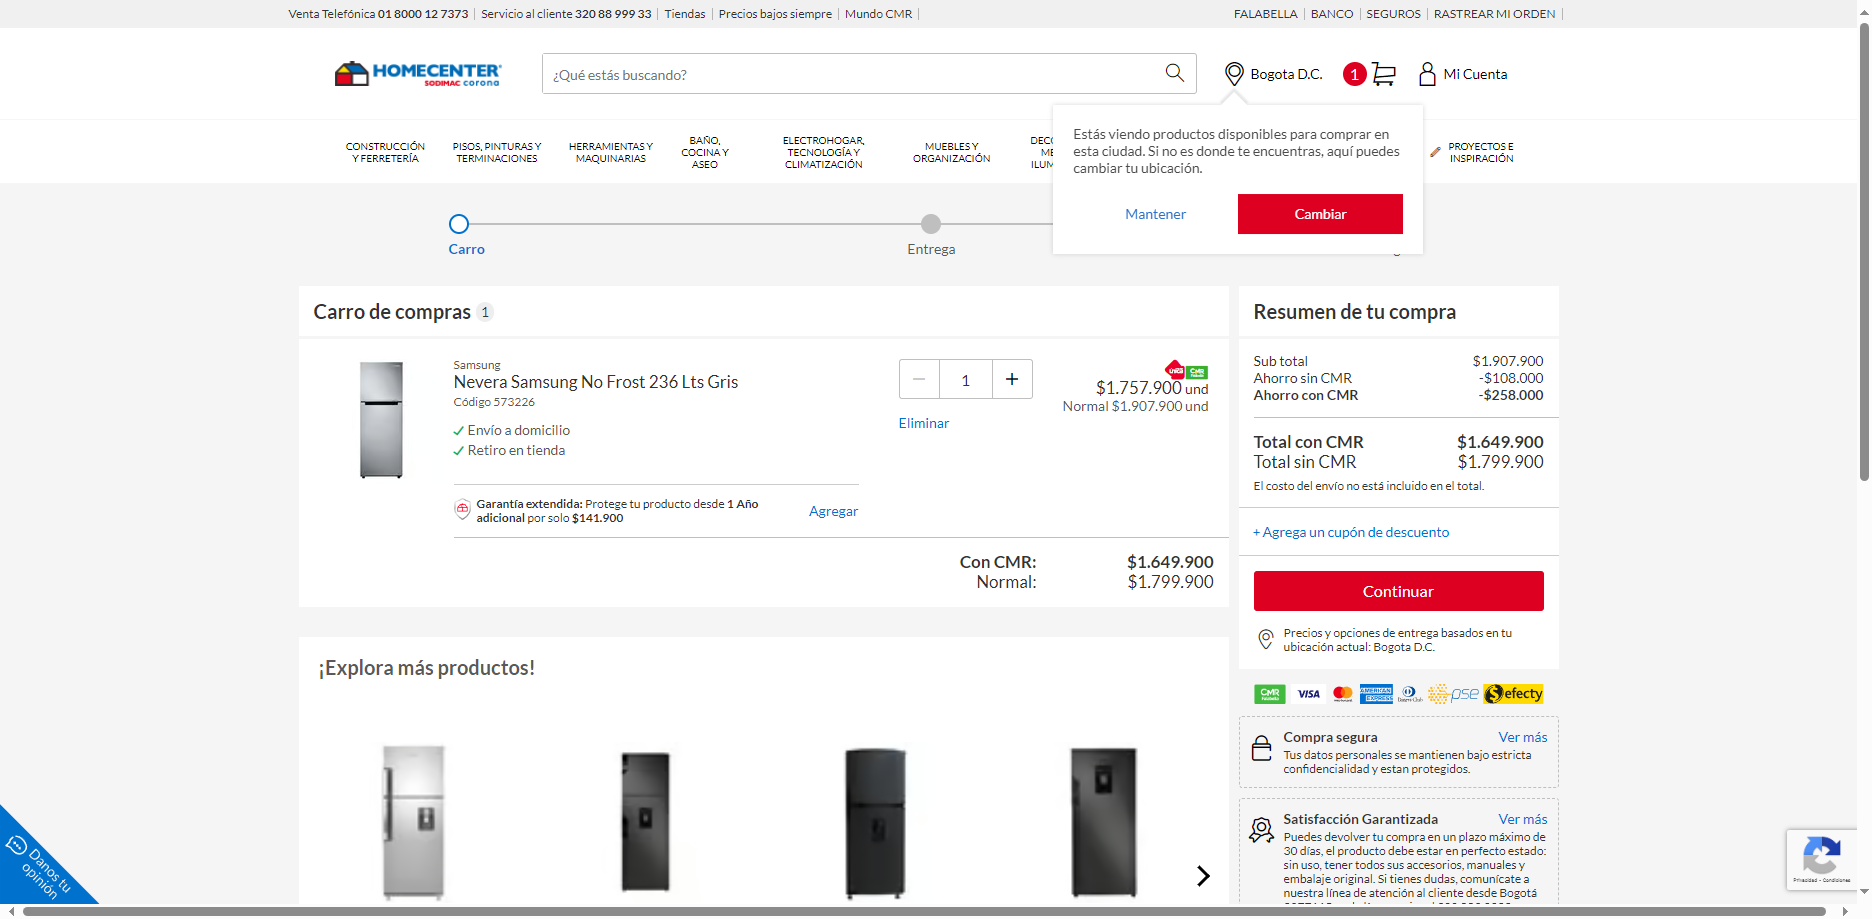 Venta Telefónica 01 8000 12 7373
Servicio al cliente 320 88 999 33
Tiendas
Precios bajos siempre
Mundo CMR
FALABELLA
BANCO
SEGUROS
RASTREAR MI ORDEN
HOMECENTER
SODIMAC corona
¿Qué estás buscando?
Bogota D.C.
1
Mi Cuenta
CONSTRUCCIÓN
Y FERRETERÍA
PISOS, PINTURAS Y
TERMINACIONES
HERRAMIENTAS Y
MAQUINARIAS
BAÑO,
COCINA Y
ASEO
ELECTROHOGAR,
TECNOLOGÍA Y
CLIMATIZACIÓN
MUEBLES Y
ORGANIZACIÓN
PROYECTOS E
INSPIRACIÓN
Estás viendo productos disponibles para comprar en
esta ciudad. Si no es donde te encuentras, aquí puedes
cambiar tu ubicación.
Mantener
Cambiar
Carro
Entrega
Carro de compras 1
Samsung
Nevera Samsung No Frost 236 Lts Gris
Código 573226
Envío a domicilio
Retiro en tienda
1
Eliminar
CMR
$1.757.900 und
Normal $1.907.900 und
Garantía extendida: Protege tu producto desde 1 Año
adicional por solo $141.900
Agregar
Con CMR: $1.649.900
Normal: $1.799.900
Resumen de tu compra
Sub total $1.907.900
Ahorro sin CMR -$108.000
Ahorro con CMR -$258.000
Total con CMR $1.649.900
Total sin CMR $1.799.900
El costo del envío no está incluido en el total.
+ Agrega un cupón de descuento
Continuar
Precios y opciones de entrega basados en tu
ubicación actual: Bogota D.C.
CMR
VISA
AMERICAN EXPRESS
pse
efecty
Compra segura Ver más
Tus datos personales se mantienen bajo estricta
confidencialidad y estan protegidos.
Satisfacción Garantizada Ver más
Puedes devolver tu compra en un plazo máximo de
30 días, el producto debe estar en perfecto estado:
sin uso, tener todos sus accesorios, manuales y
embalaje original. Si tienes dudas, comunícate a
nuestra línea de atención al cliente desde Bogotá
¡Explora más productos!
Danos tu
opinión
Privacidad - Condiciones